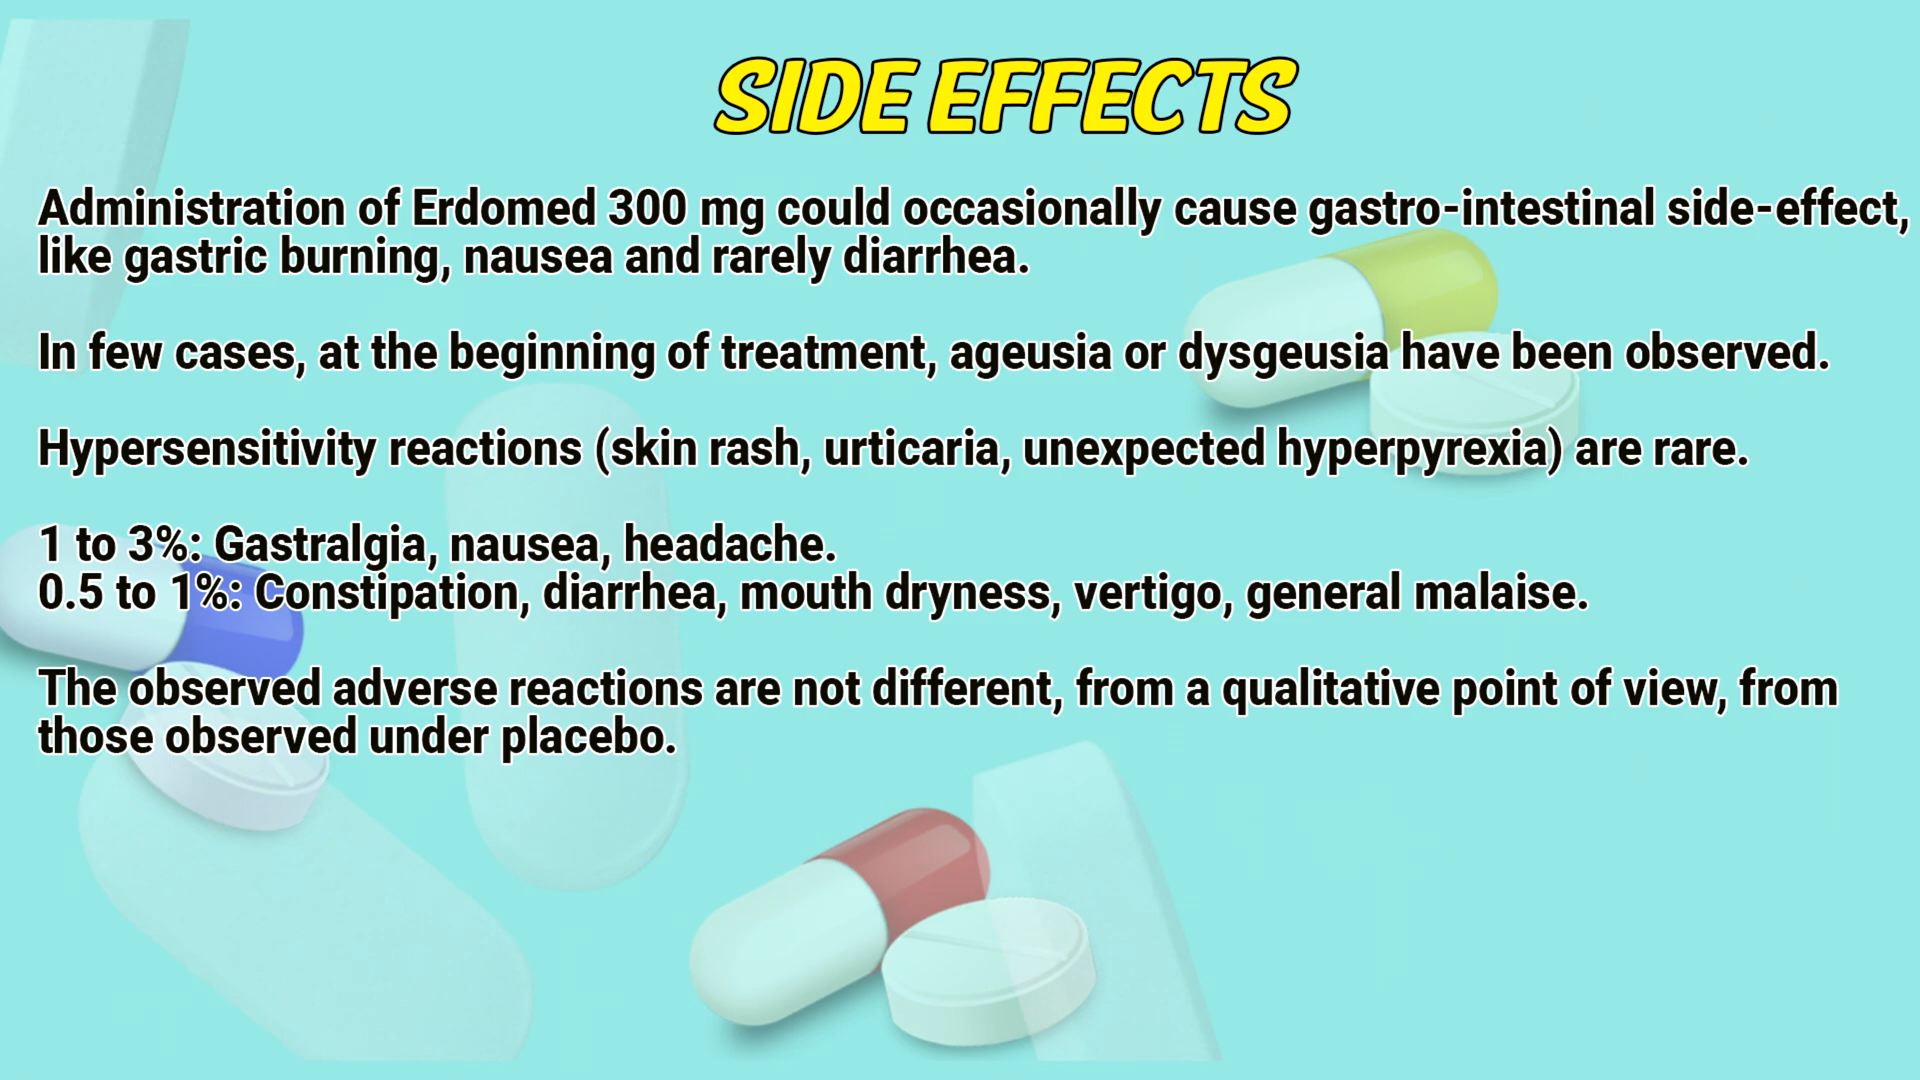 SIDE EFFECTS
Administration of Erdomed 300 mg could occasionally cause gastro-intestinal side-effect,
like gastric burning, nausea and rarely diarrhea.
In few cases, at the beginning of treatment, ageusia or dysgeusia have been observed.
Hypersensitivity reactions (skin rash, urticaria, unexpected hyperpyrexia) are rare.
1 to 3%: Gastralgia, nausea, headache.
0.5 to 1%: Constipation, diarrhea, mouth dryness, vertigo, general malaise.
The observed adverse reactions are not different, from a qualitative point of view, from
those observed under placebo.